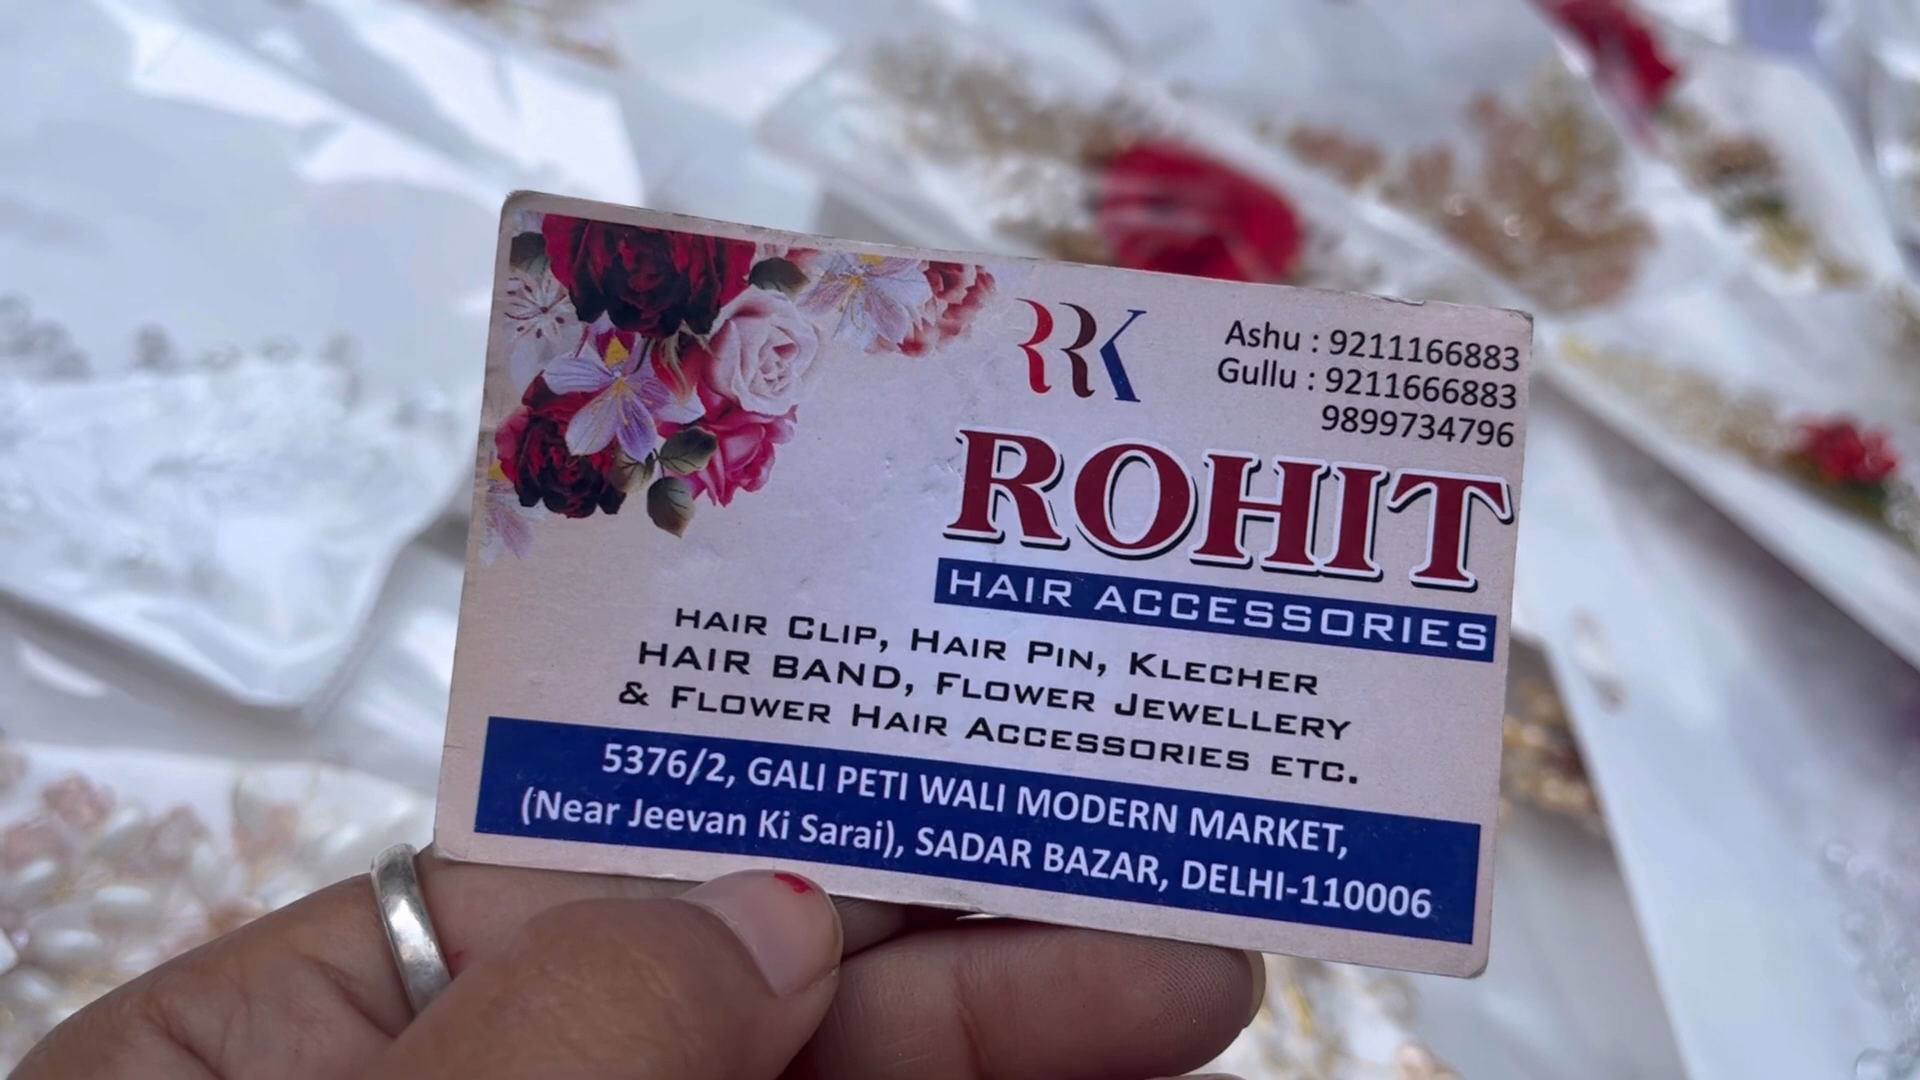 RRK
Ashu : 9211166883
Gullu : 9211666883
9899734796
ROHIT
HAIR ACCESSORIES
HAIR CLIP, HAIR PIN, KLECHER
HAIR BAND, FLOWER JEWELLERY
& FLOWER HAIR ACCESSORIES ETC.
5376/2, GALI PETI WALI MODERN MARKET,
(Near Jeevan Ki Sarai), SADAR BAZAR, DELHI-110006